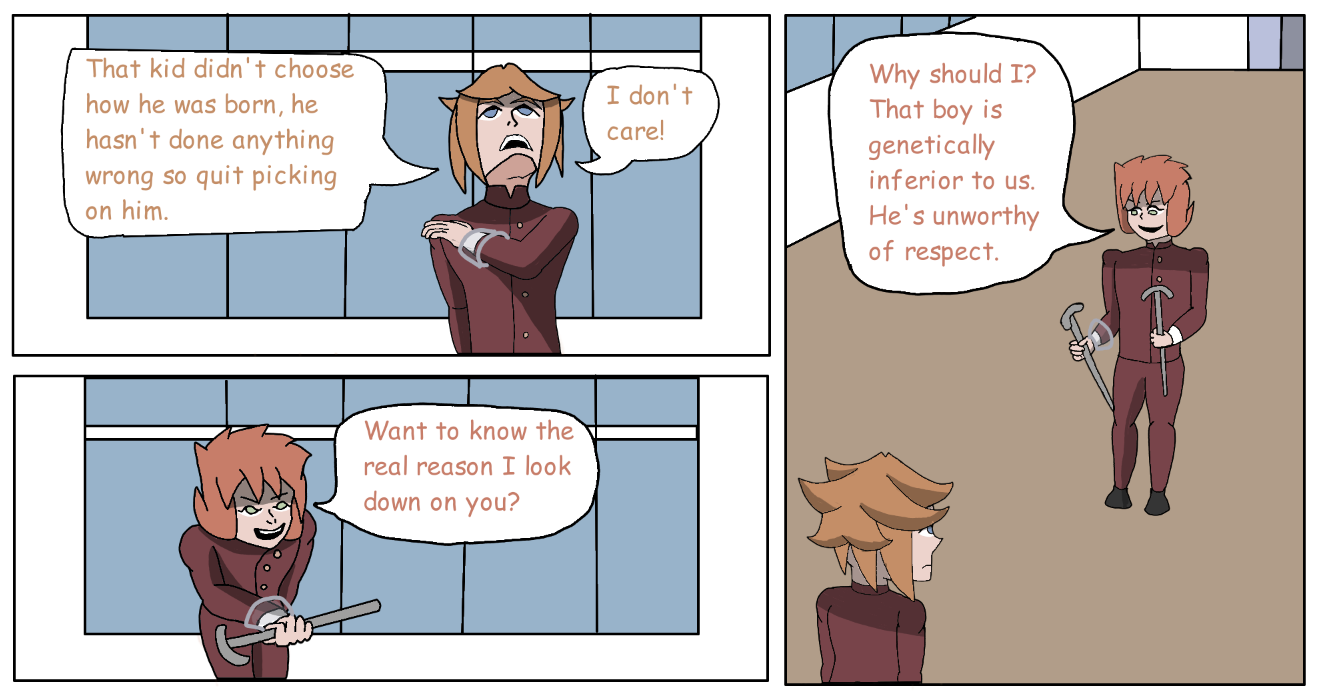 That kid didn't choose
how he was born, he
hasn't done anything
wrong so quit picking
on him.
I don't
care!
Want to know the
real reason I look
down on you?
Why should I?
That boy is
genetically
inferior to us.
He's unworthy
of respect.